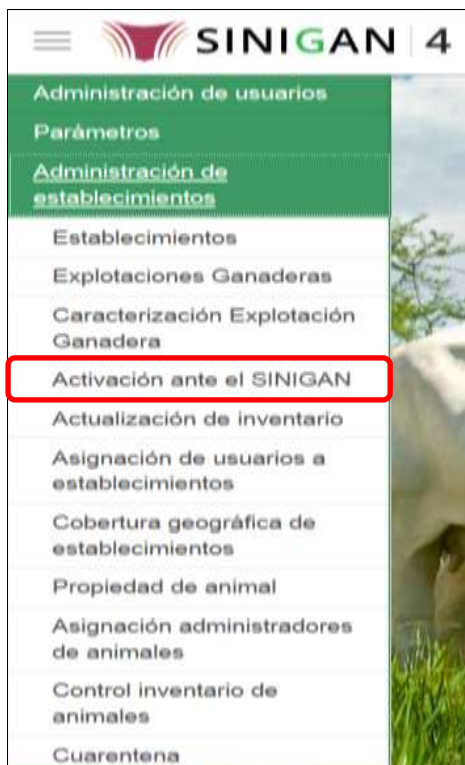 SINIGAN 4
Administración de usuarios
Parámetros
Administración de
establecimientos
Establecimientos
Explotaciones Ganaderas
Caracterización Explotación
Ganadera
Activación ante el SINIGAN
Actualización de inventario
Asignación de usuarios a
establecimientos
Cobertura geográfica de
establecimientos
Propiedad de animal
Asignación administradores
de animales
Control inventario de
animales
Cuarentena